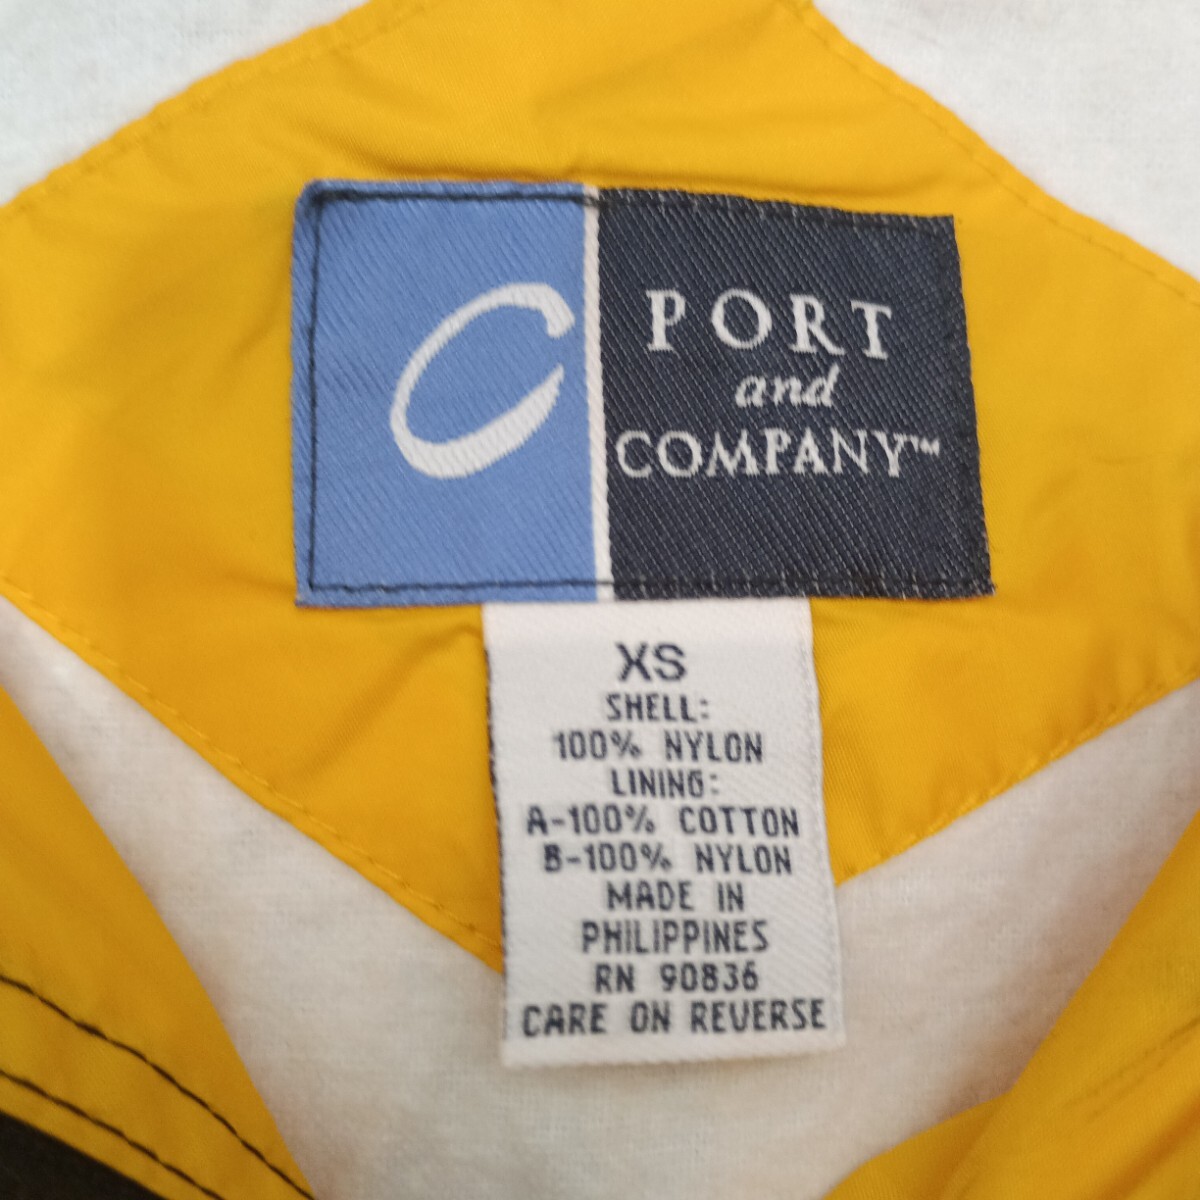 C
PORT
and
COMPANY™
XS
SHELL:
100% NYLON
LINING:
A-100% COTTON
B-100% NYLON
MADE IN
PHILIPPINES
RN 90836
CARE ON REVERSE